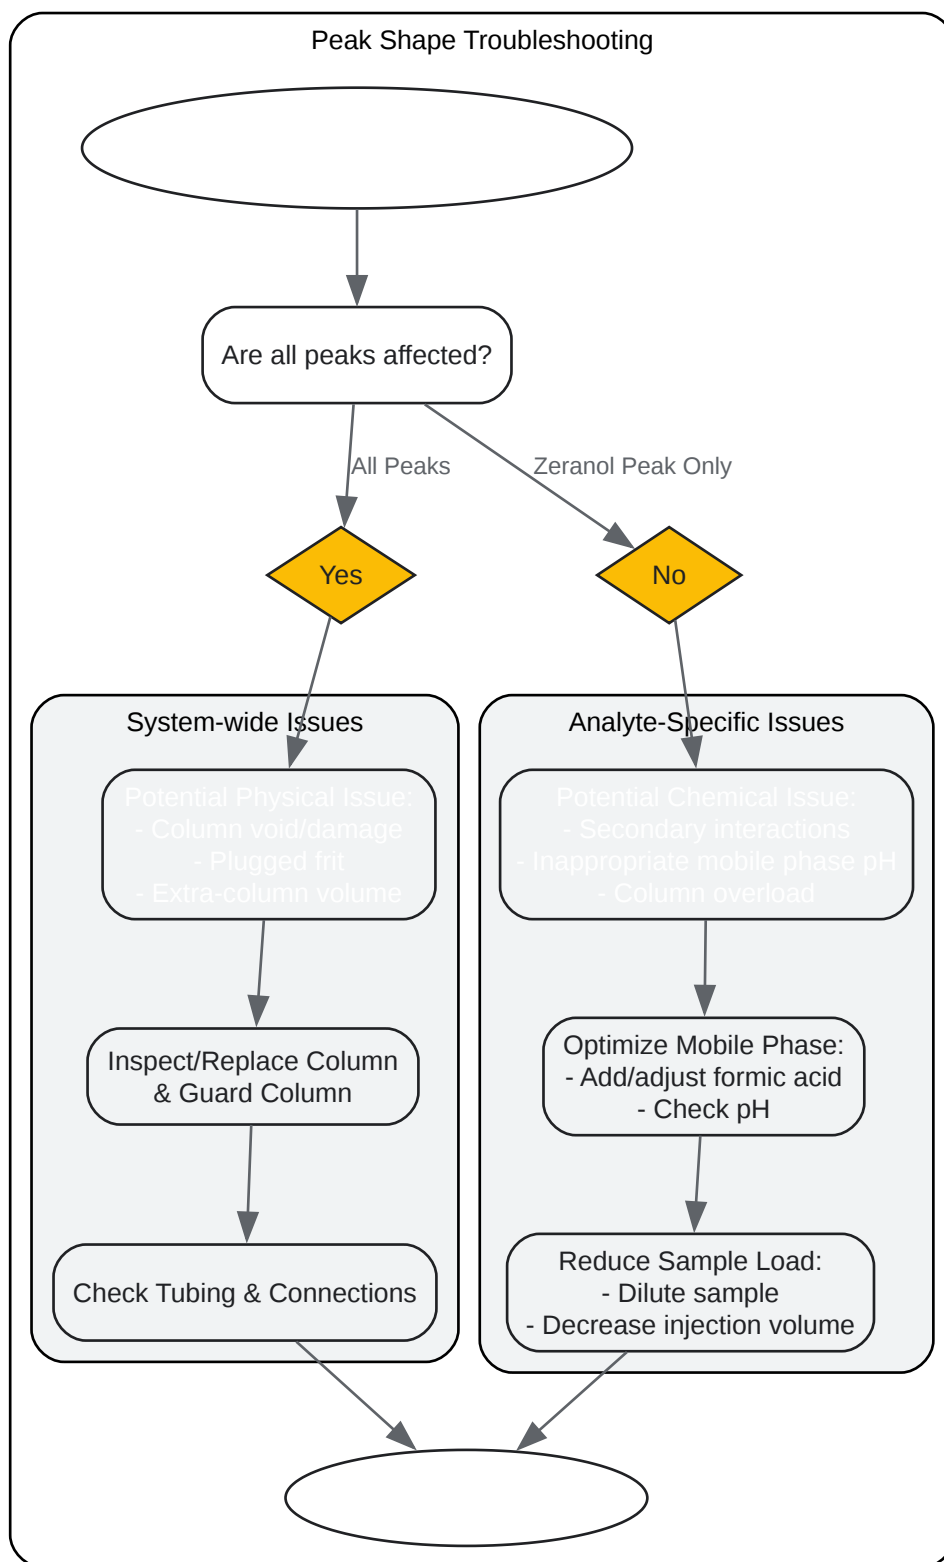 Peak Shape Troubleshooting
Are all peaks affected?
All Peaks
Zeranol Peak Only
Yes
No
System-wide Issues
Potential Physical Issue:
- Column void/damage
- Plugged frit
- Extra-column volume
Inspect/Replace Column
& Guard Column
Check Tubing & Connections
Analyte-Specific Issues
Potential Chemical Issue:
- Secondary interactions
- Inappropriate mobile phase pH
- Column overload
Optimize Mobile Phase:
- Add/adjust formic acid
- Check pH
Reduce Sample Load:
- Dilute sample
- Decrease injection volume